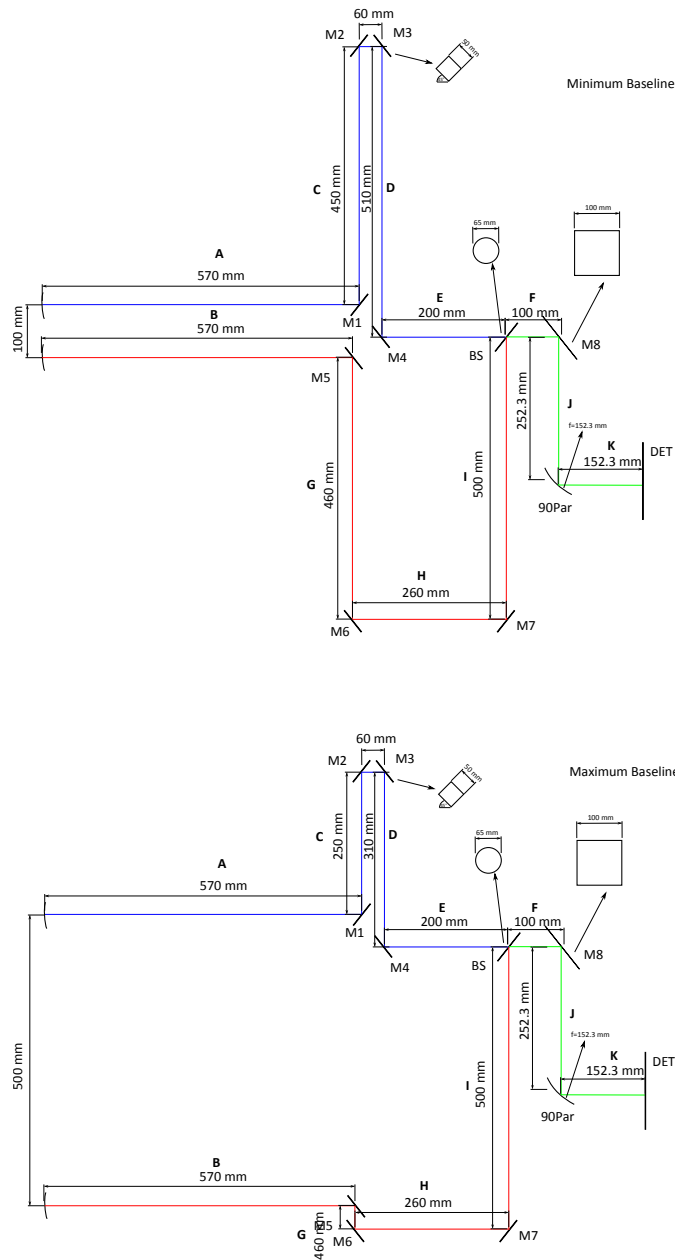 60 mm
M2
M3
50 mm
Minimum Baseline
C
450 mm
510 mm
D
100 mm
65 mm
A
570 mm
E
200 mm
F
100 mm
100 mm
B
570 mm
M1
M4
BS
M8
M5
252.3 mm
J
f=152.3 mm
K
152.3 mm
DET
G
460 mm
I
500 mm
90Par
H
260 mm
M6
M7
60 mm
M2
M3
50 mm
Maximum Baseline
C
250 mm
310 mm
D
100 mm
65 mm
A
570 mm
E
200 mm
F
100 mm
M1
M4
BS
M8
252.3 mm
J
f=152.3 mm
K
152.3 mm
DET
500 mm
I
500 mm
90Par
B
570 mm
H
260 mm
M5
G
460 mm
M6
M7